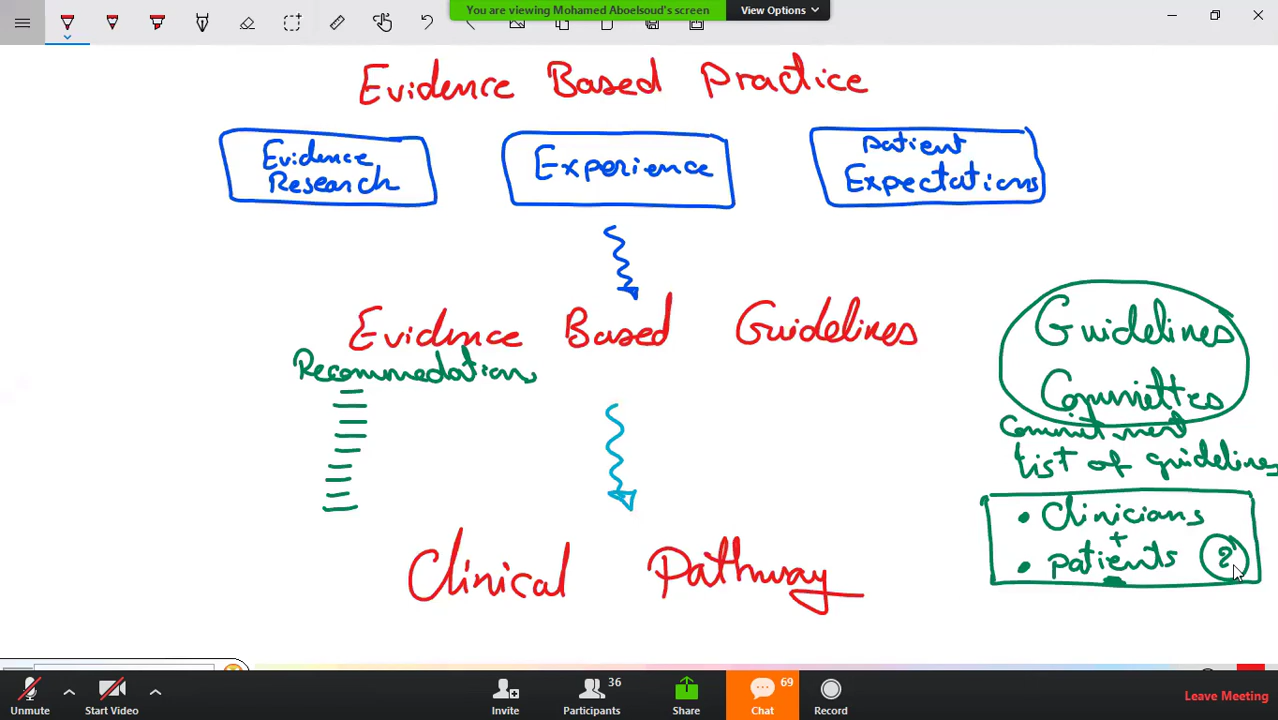 You are viewing Mohamed Aboelsoud's screen
View Options
Evidence Based Practice
Evidence
Research
Experience
Patient
Expectations
Evidence Based Guidelines
Recommedations
Guidelines
Committes
Commitment
list of guidelines
• Clinicians
+
• patients ?
Clinical Pathway
Unmute
Start Video
Invite
Participants 36
Share
Chat 69
Record
Leave Meeting